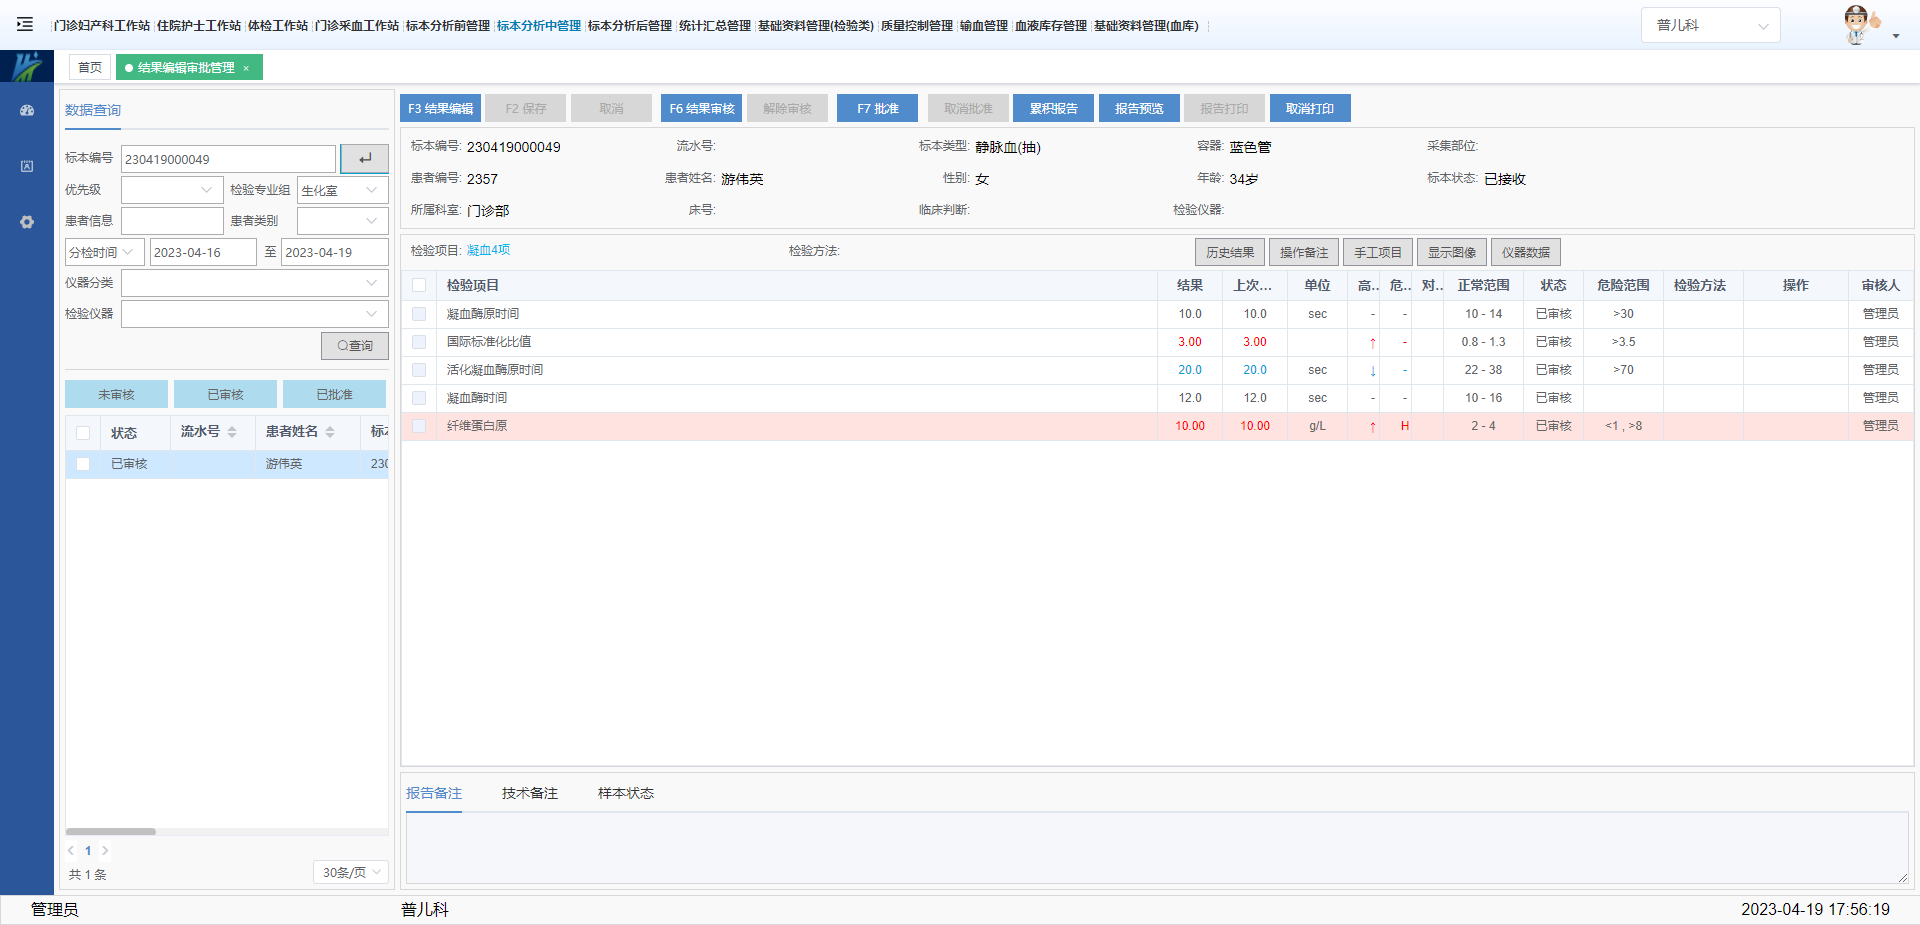 门诊妇产科工作站 住院护士工作站 体检工作站 门诊采血工作站 标本分析前管理 标本分析中管理 标本分析后管理 统计汇总管理 基础资料管理(检验类) 质量控制管理 输血管理 血液库存管理 基础资料管理(血库) 普儿科
首页 结果编辑审批管理 ×
数据查询
标本编号 230419000049
优先级 检验专业组 生化室
患者信息 患者类别
分检时间 2023-04-16 至 2023-04-19
仪器分类
检验仪器
查询
未审核 已审核 已批准
状态 流水号 患者姓名 标本
已审核 游伟英 230
1
共 1 条 30条/页
F3 结果编辑 F2 保存 取消 F6 结果审核 解除审核 F7 批准 取消批准 累积报告 报告预览 报告打印 取消打印
标本编号: 230419000049 流水号: 标本类型: 静脉血(抽) 容器: 蓝色管 采集部位:
患者编号: 2357 患者姓名: 游伟英 性别: 女 年龄: 34岁 标本状态: 已接收
所属科室: 门诊部 床号: 临床判断: 检验仪器:
检验项目: 凝血4项 检验方法: 历史结果 操作备注 手工项目 显示图像 仪器数据
检验项目 结果 上次... 单位 高.. 危.. 对.. 正常范围 状态 危险范围 检验方法 操作 审核人
凝血酶原时间 10.0 10.0 sec - - 10 - 14 已审核 >30 管理员
国际标准化比值 3.00 3.00 ↑ - 0.8 - 1.3 已审核 >3.5 管理员
活化凝血酶原时间 20.0 20.0 sec ↓ - 22 - 38 已审核 >70 管理员
凝血酶时间 12.0 12.0 sec - - 10 - 16 已审核 管理员
纤维蛋白原 10.00 10.00 g/L ↑ H 2 - 4 已审核 <1 , >8 管理员
报告备注 技术备注 样本状态
管理员 普儿科 2023-04-19 17:56:19